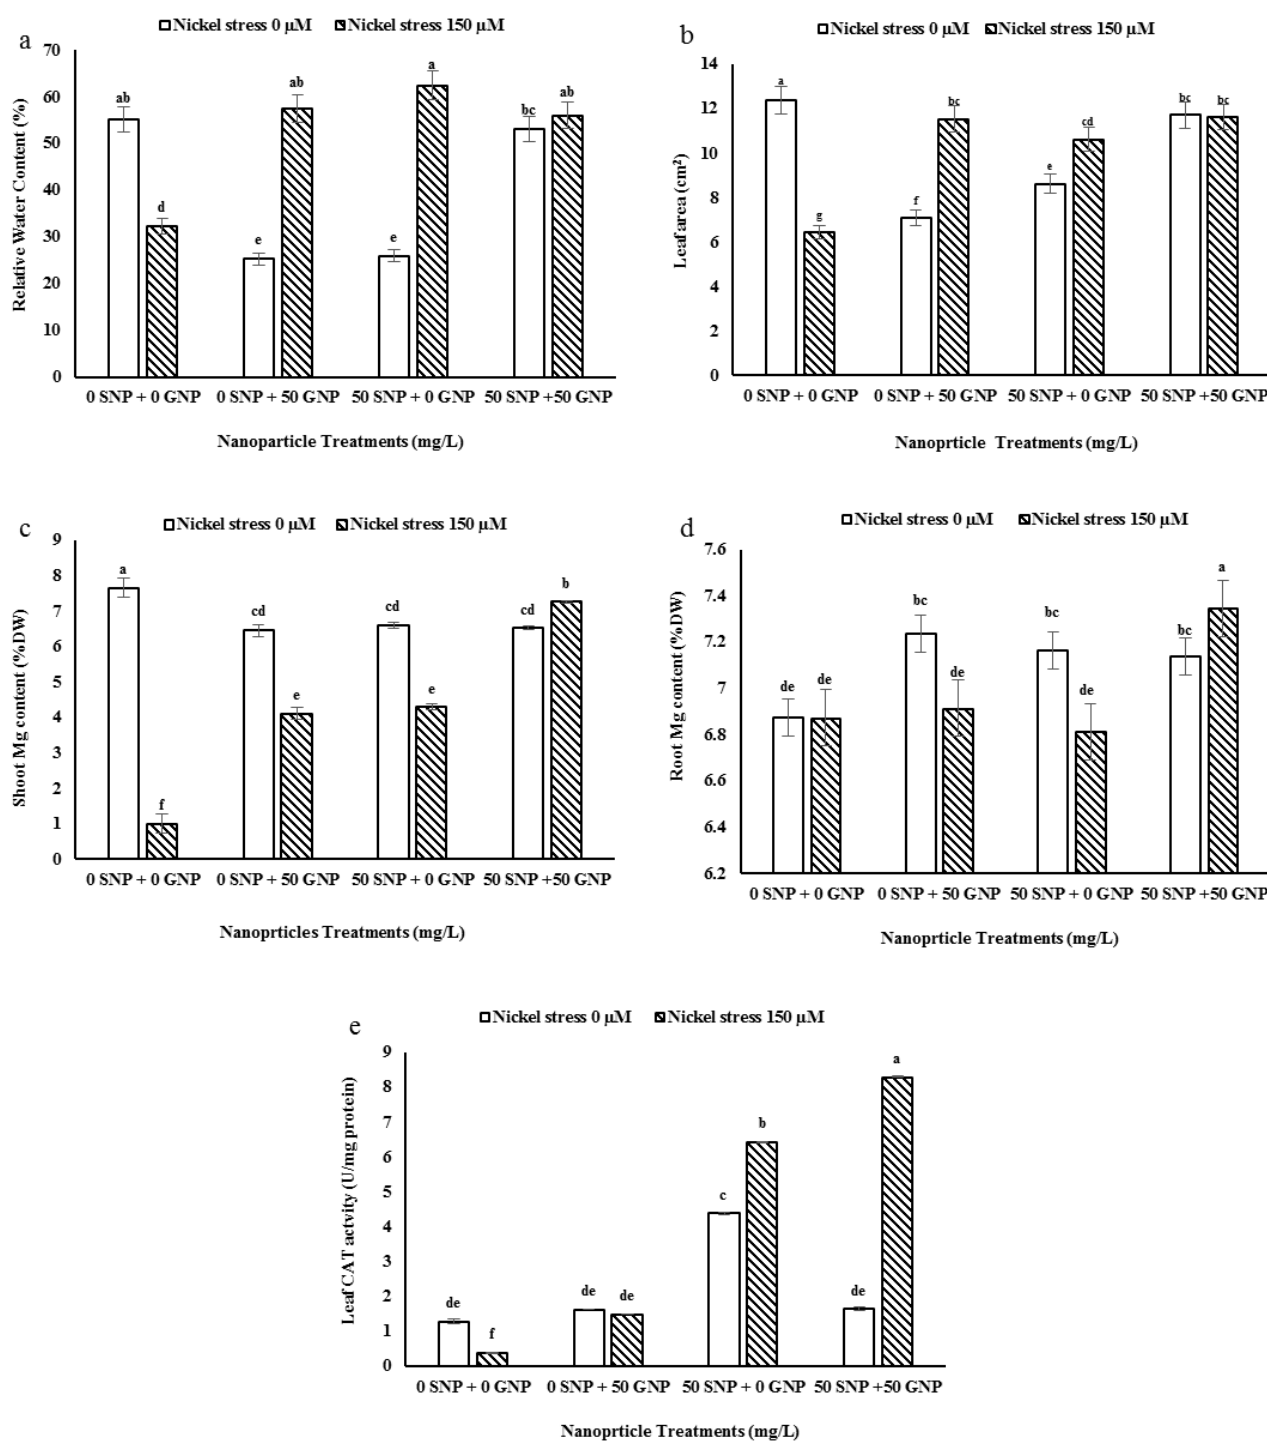 a
Nickel stress 0 µM Nickel stress 150 µM
Relative Water Content (%)
70
60
50
40
30
20
10
0
ab
d
e
ab
e
a
bc
ab
0 SNP + 0 GNP 0 SNP + 50 GNP 50 SNP + 0 GNP 50 SNP +50 GNP
Nanoparticle Treatments (mg/L)
b
Nickel stress 0 µM Nickel stress 150 µM
Leaf area (cm²)
14
12
10
8
6
4
2
0
a
g
f
bc
e
cd
bc
bc
0 SNP + 0 GNP 0 SNP + 50 GNP 50 SNP + 0 GNP 50 SNP +50 GNP
Nanoprticle Treatments (mg/L)
c
Nickel stress 0 µM Nickel stress 150 µM
Shoot Mg content (%DW)
9
8
7
6
5
4
3
2
1
0
a
f
cd
e
cd
e
cd
b
0 SNP + 0 GNP 0 SNP + 50 GNP 50 SNP + 0 GNP 50 SNP +50 GNP
Nanoprticles Treatments (mg/L)
d
Nickel stress 0 µM Nickel stress 150 µM
Root Mg content (%DW)
7.6
7.4
7.2
7
6.8
6.6
6.4
6.2
de
de
bc
de
bc
de
bc
a
0 SNP + 0 GNP 0 SNP + 50 GNP 50 SNP + 0 GNP 50 SNP +50 GNP
Nanoprticle Treatments (mg/L)
e
Nickel stress 0 µM Nickel stress 150 µM
Leaf CAT actvity (U/mg protein)
9
8
7
6
5
4
3
2
1
0
de
f
de
de
c
b
de
a
0 SNP + 0 GNP 0 SNP + 50 GNP 50 SNP + 0 GNP 50 SNP +50 GNP
Nanoprticle Treatments (mg/L)